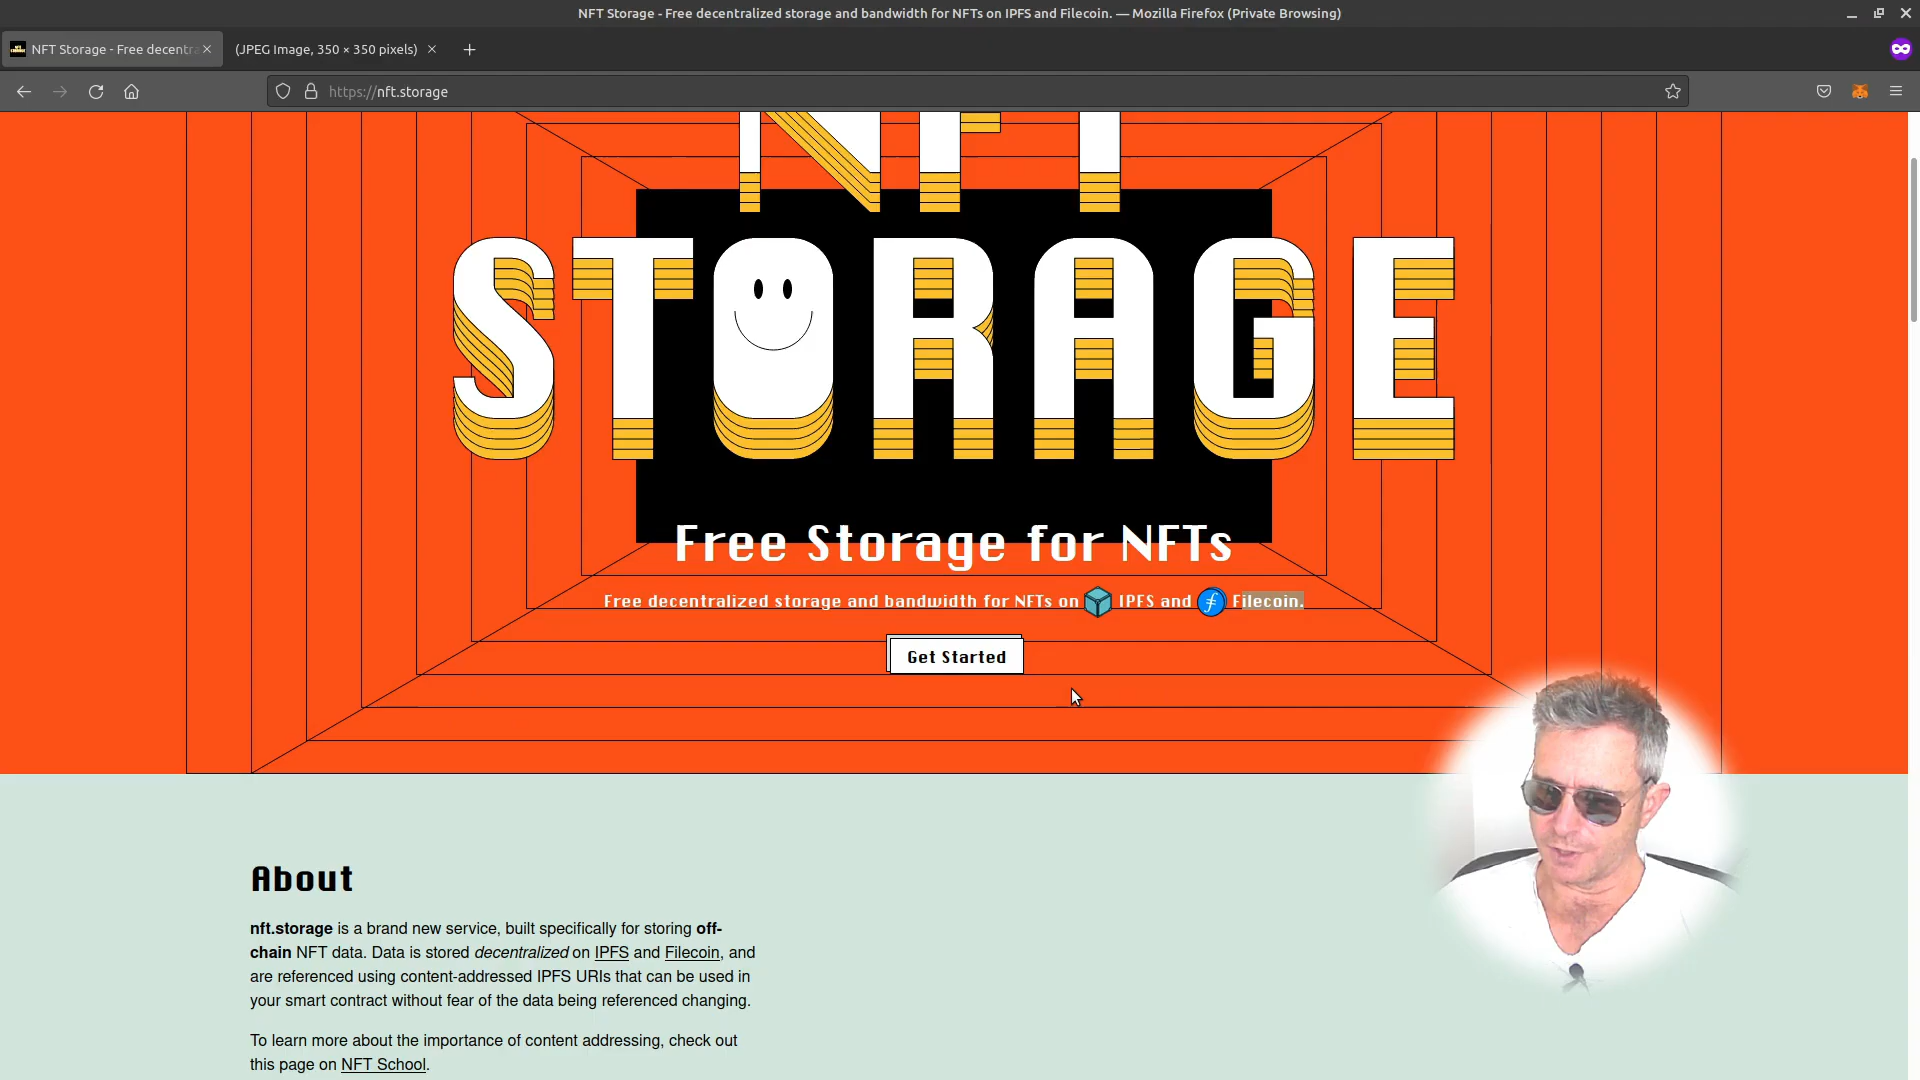 NFT Storage - Free decentralized storage and bandwidth for NFTs on IPFS and Filecoin. — Mozilla Firefox (Private Browsing)
NFT Storage - Free decentra
(JPEG Image, 350 × 350 pixels)
https://nft.storage
NFT
STORAGE
Free Storage for NFTs
Free decentralized storage and bandwidth for NFTs on IPFS and Filecoin.
Get Started
About
nft.storage is a brand new service, built specifically for storing off-
chain NFT data. Data is stored decentralized on IPFS and Filecoin, and
are referenced using content-addressed IPFS URIs that can be used in
your smart contract without fear of the data being referenced changing.
To learn more about the importance of content addressing, check out
this page on NFT School.